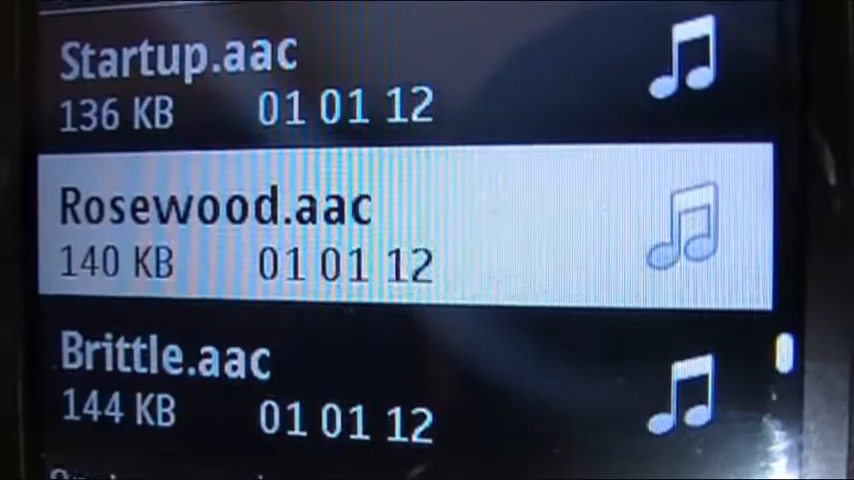 Startup.aac
136 KB 01 01 12
Rosewood.aac
140 KB 01 01 12
Brittle.aac
144 KB 01 01 12